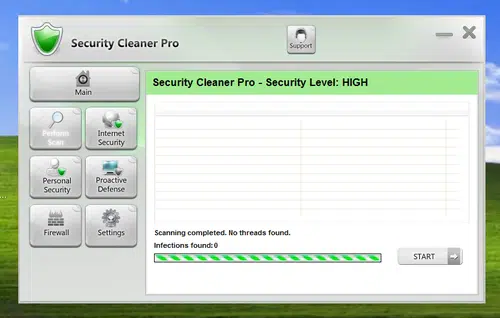 Security Cleaner Pro
Support
Main
Perform
Scan
Internet
Security
Personal
Security
Proactive
Defense
Firewall
Settings
Security Cleaner Pro - Security Level: HIGH
Scanning completed. No threads found.
Infections found: 0
START